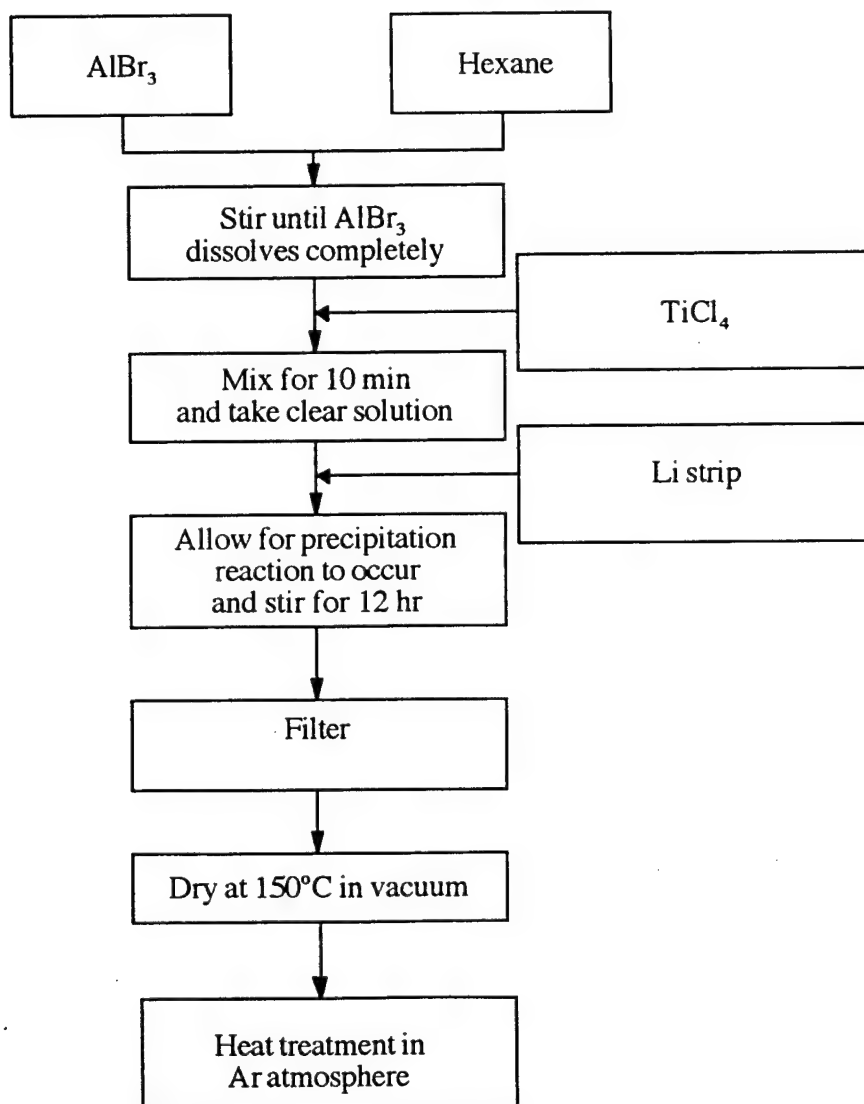 AlBr₃
Hexane
Stir until AlBr₃
dissolves completely
TiCl₄
Mix for 10 min
and take clear solution
Li strip
Allow for precipitation
reaction to occur
and stir for 12 hr
Filter
Dry at 150°C in vacuum
Heat treatment in
Ar atmosphere